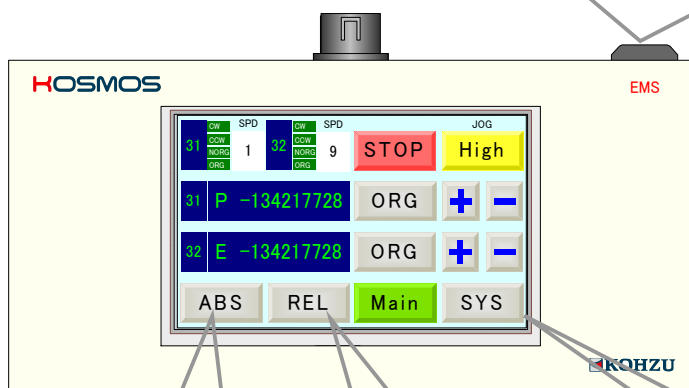 KOSMOS
EMS
CW SPD CW SPD JOG
31 CCW 1 32 CCW 9 STOP High
NORG NORG
ORG ORG
31 P -134217728 ORG + -
32 E -134217728 ORG + -
ABS REL Main SYS
KOHZU